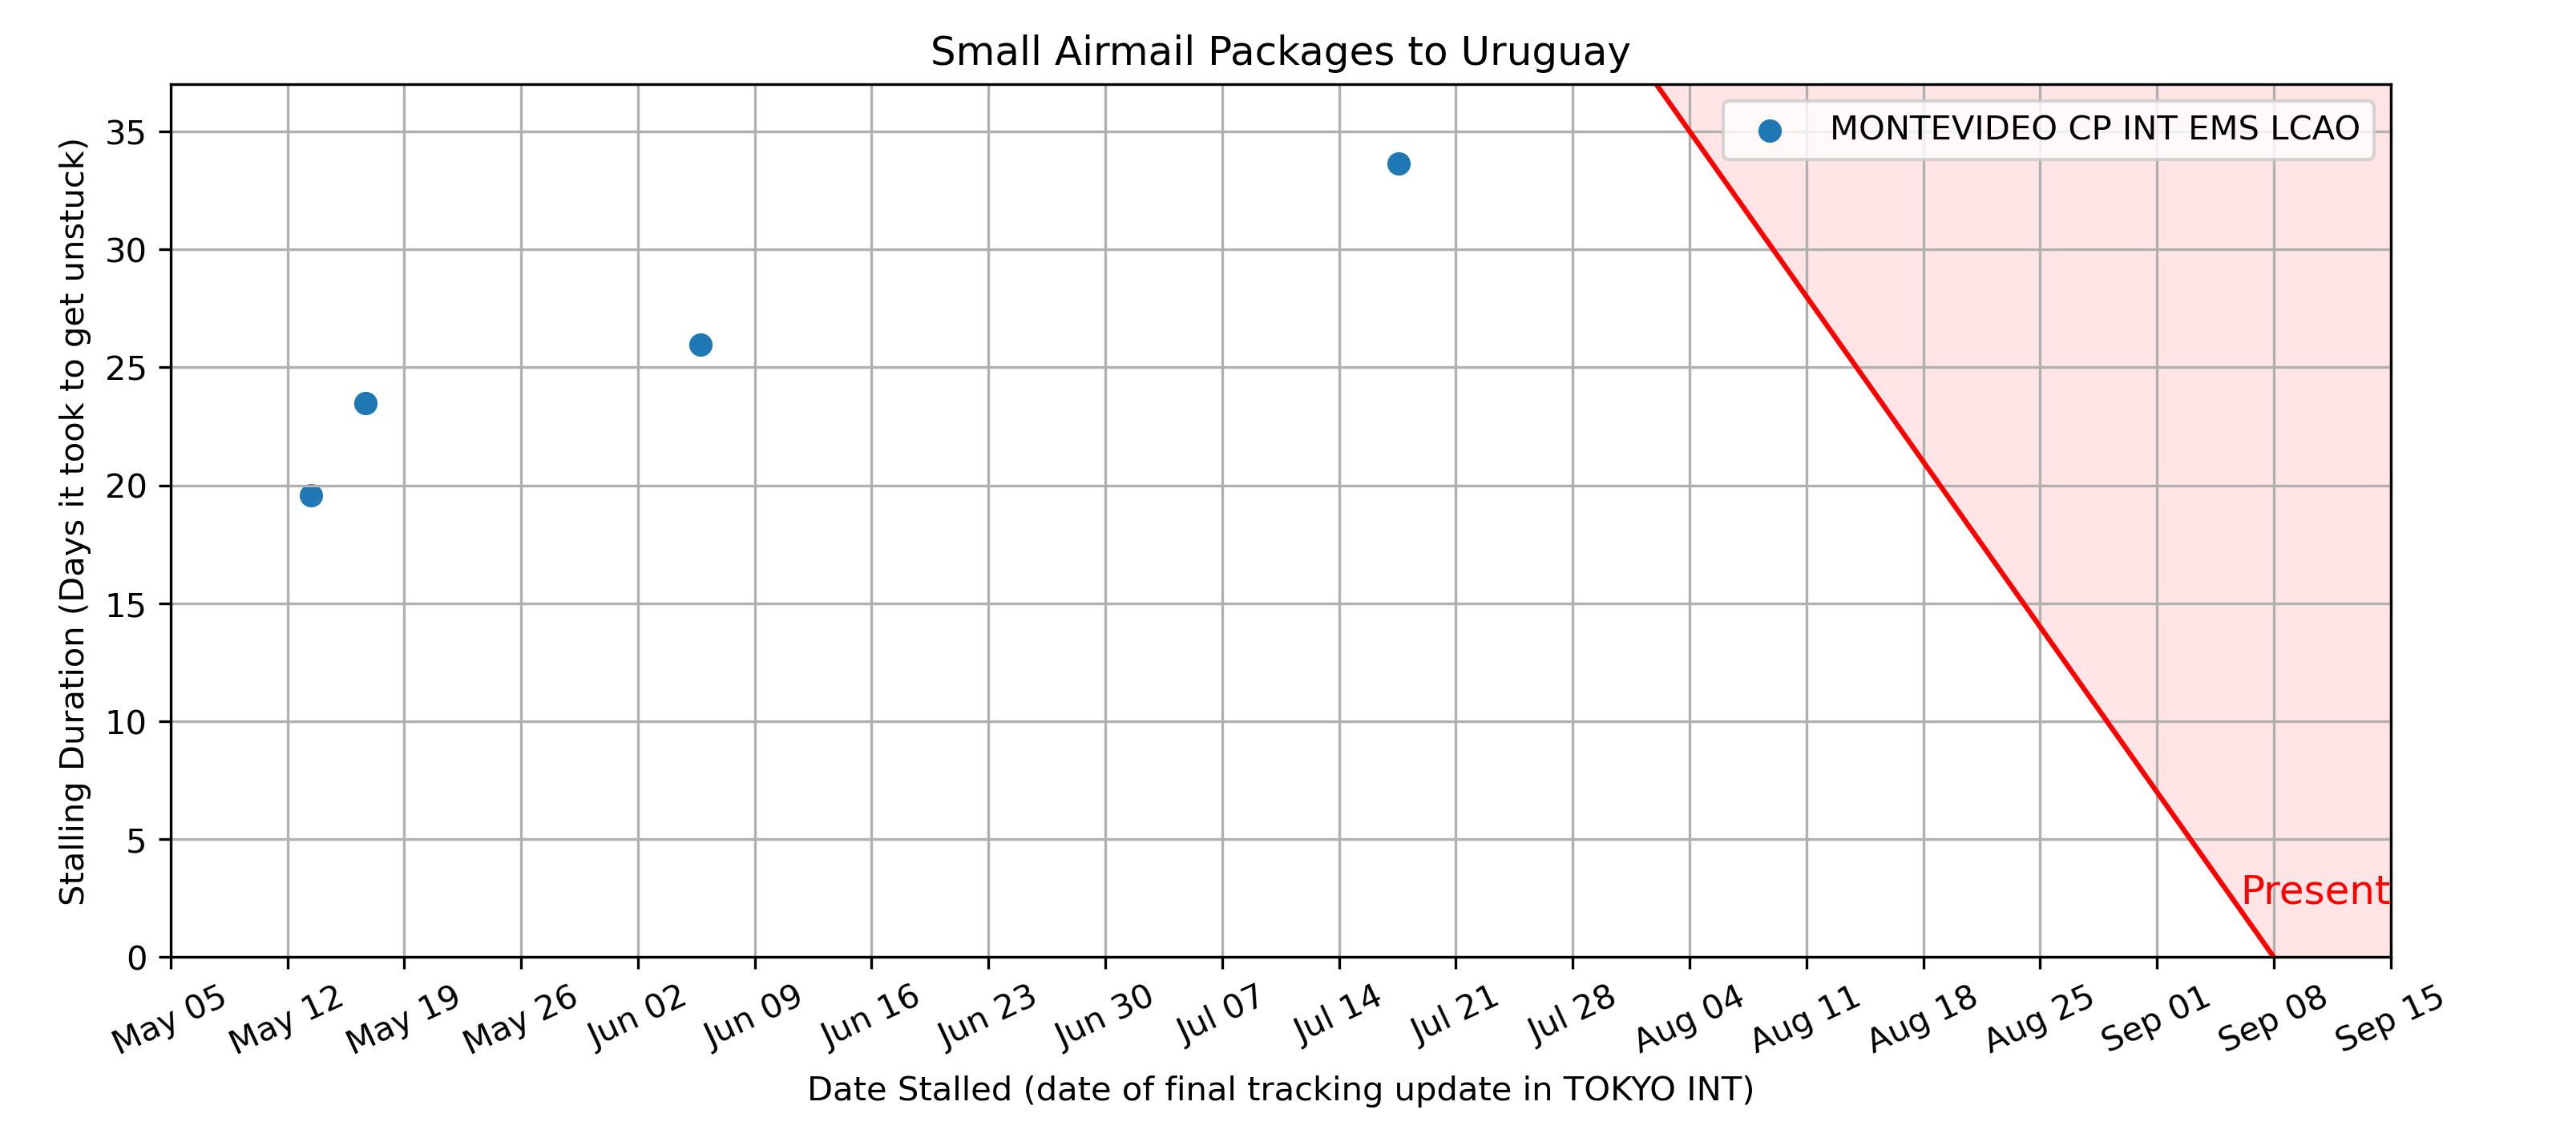 Small Airmail Packages to Uruguay
MONTEVIDEO CP INT EMS LCAO
Stalling Duration (Days it took to get unstuck)
35
30
25
20
15
10
5
0
Present
May 05
May 12
May 19
May 26
Jun 02
Jun 09
Jun 16
Jun 23
Jun 30
Jul 07
Jul 14
Jul 21
Jul 28
Aug 04
Aug 11
Aug 18
Aug 25
Sep 01
Sep 08
Sep 15
Date Stalled (date of final tracking update in TOKYO INT)